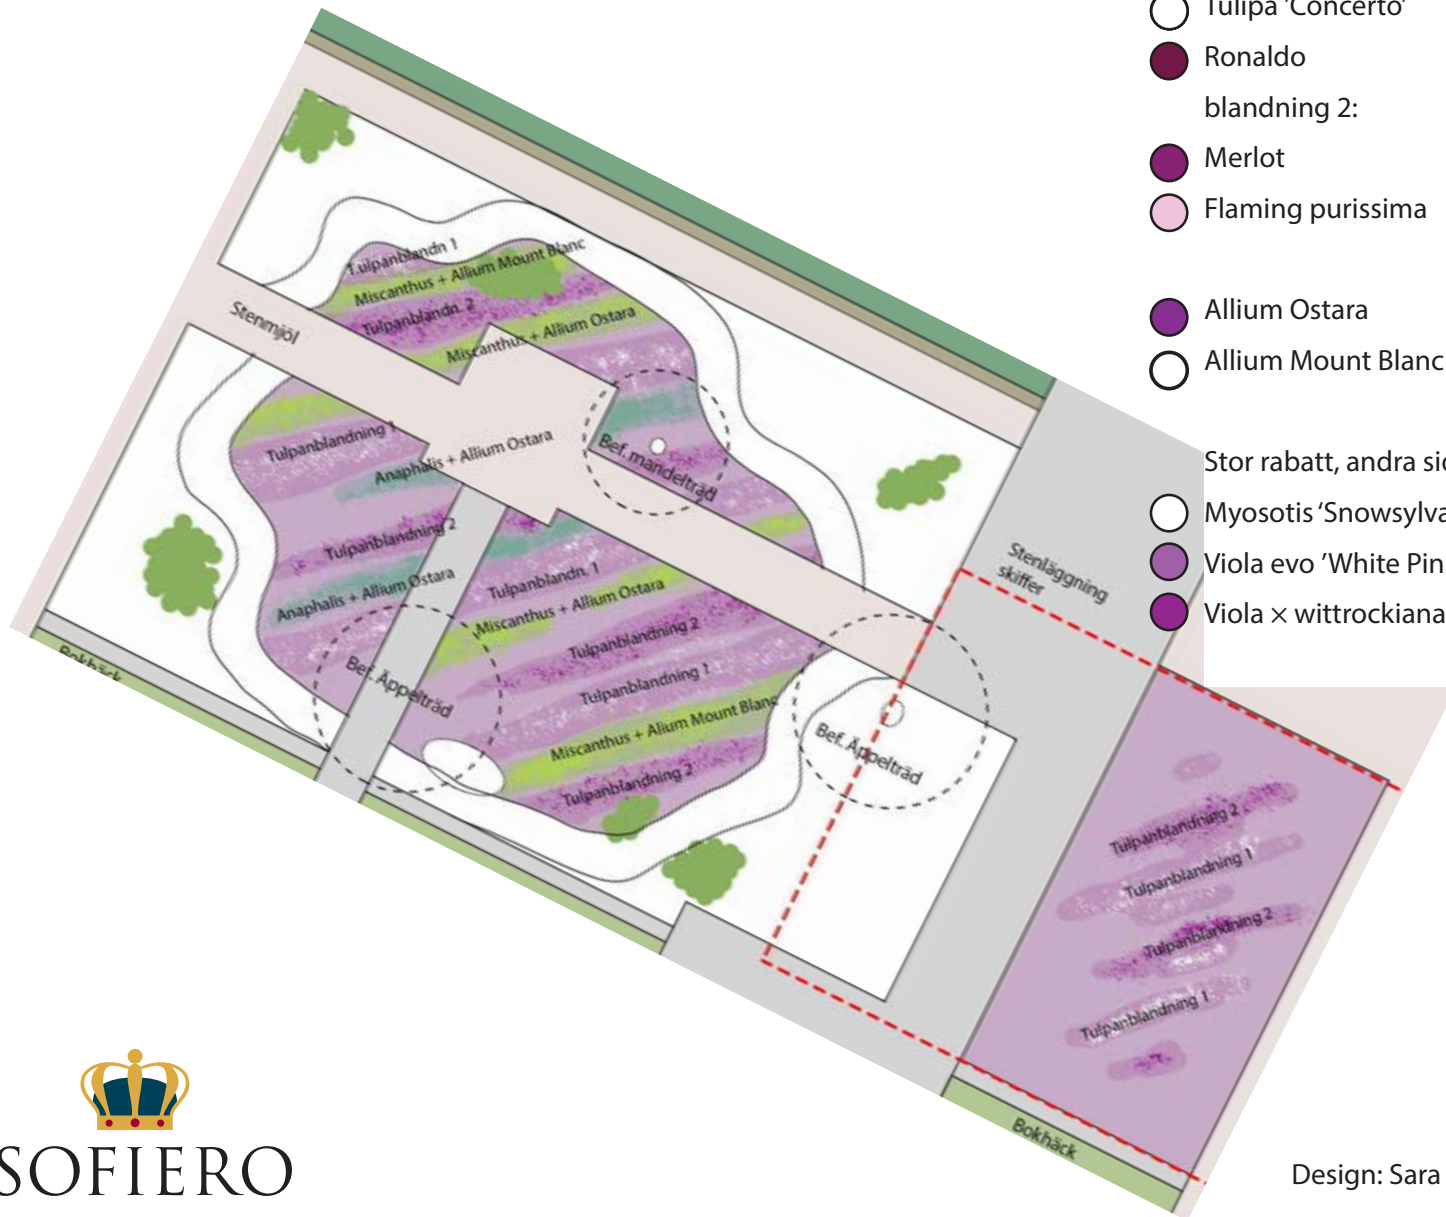 Tulipa 'Concerto'
Ronaldo
blandning 2:
Merlot
Flaming purissima
Allium Ostara
Allium Mount Blanc
Stor rabatt, andra
Myosotis ‘Snowsylva
Viola evo ’White Pin
Viola × wittrockiana
T.ulpanblandn 1
Miscanthus + Allium Mount Blanc
Tulpanblandn. 2
Miscanthus + Allium Ostara
Stenmjöl
Tulpanblandning 1
Anaphalis + Allium Ostara
Bef. mandelträd
Tulpanblandning 2
Anaphalis + Allium Ostara
Tulpanblandn. 1
Miscanthus + Allium Ostara
Tulpanblandning 2
Tulpanblandning 1
Miscanthus + Alium Mount Blanc
Tulpanblandning 2
Bef. Äppelträd
Bef. Äppelträd
Stenläggning
skiffer
Bokhäck
Tulpanblandning 2
Tulpanblandning 1
Tulpanblandning 2
Tulpanblandning 1
Bokhäck
SOFIERO
Design: Sara